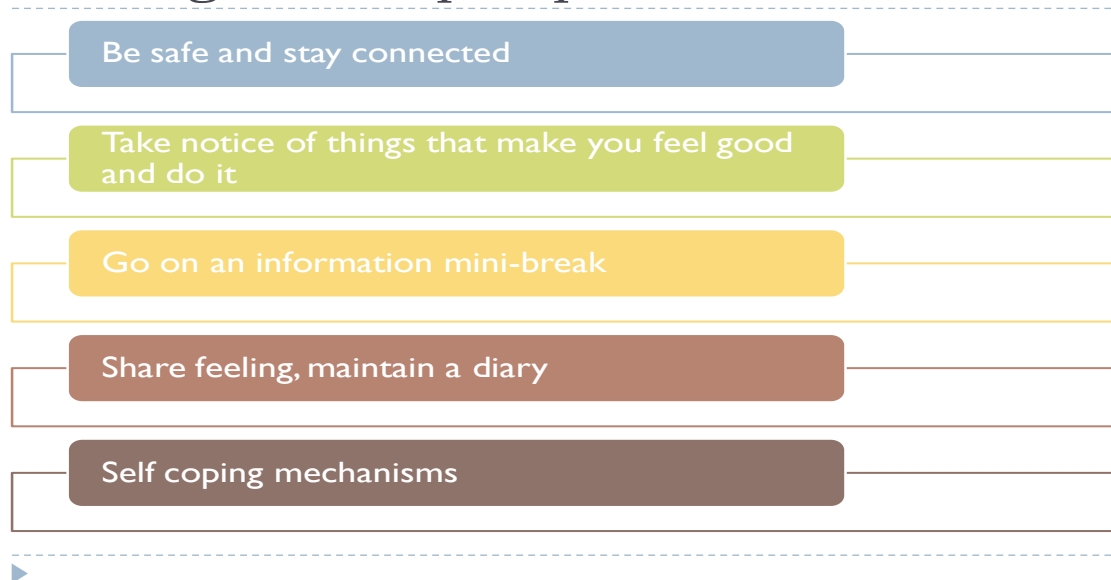 Be safe and stay connected
Take notice of things that make you feel good
and do it
Go on an information mini-break
Share feeling, maintain a diary
Self coping mechanisms